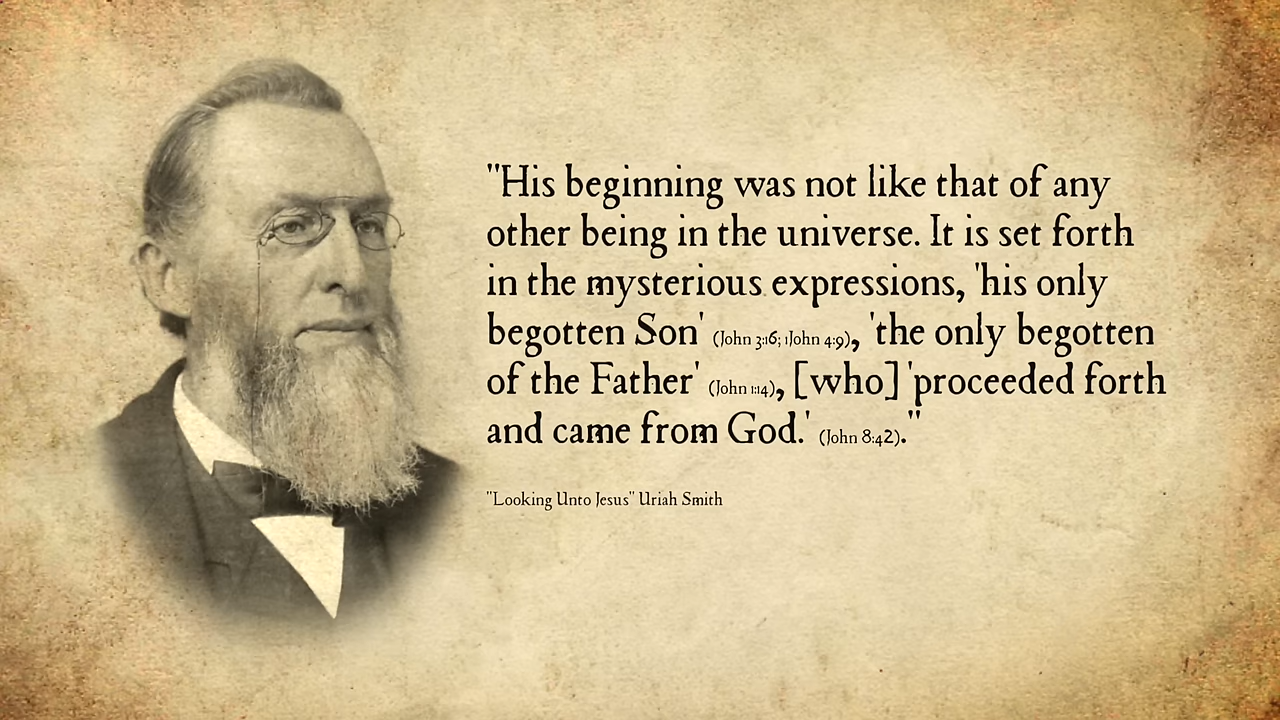 "His beginning was not like that of any
other being in the universe. It is set forth
in the mysterious expressions, 'his only
begotten Son' (John 3:16; 1John 4:9), 'the only begotten
of the Father' (John 1:14), [who] 'proceeded forth
and came from God.' (John 8:42)."
"Looking Unto Jesus" Uriah Smith